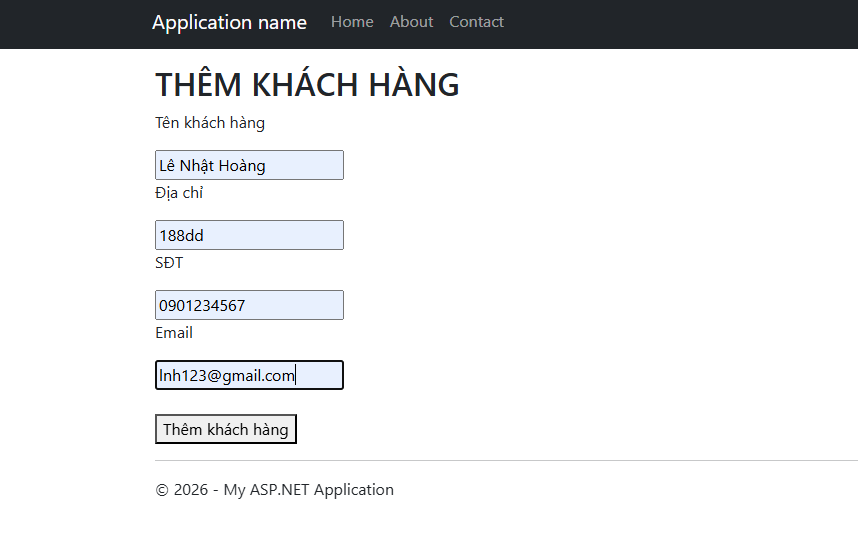 Application name Home About Contact
THÊM KHÁCH HÀNG
Tên khách hàng
Lê Nhật Hoàng
Địa chỉ
188dd
SĐT
0901234567
Email
lnh123@gmail.com
Thêm khách hàng
© 2026 - My ASP.NET Application